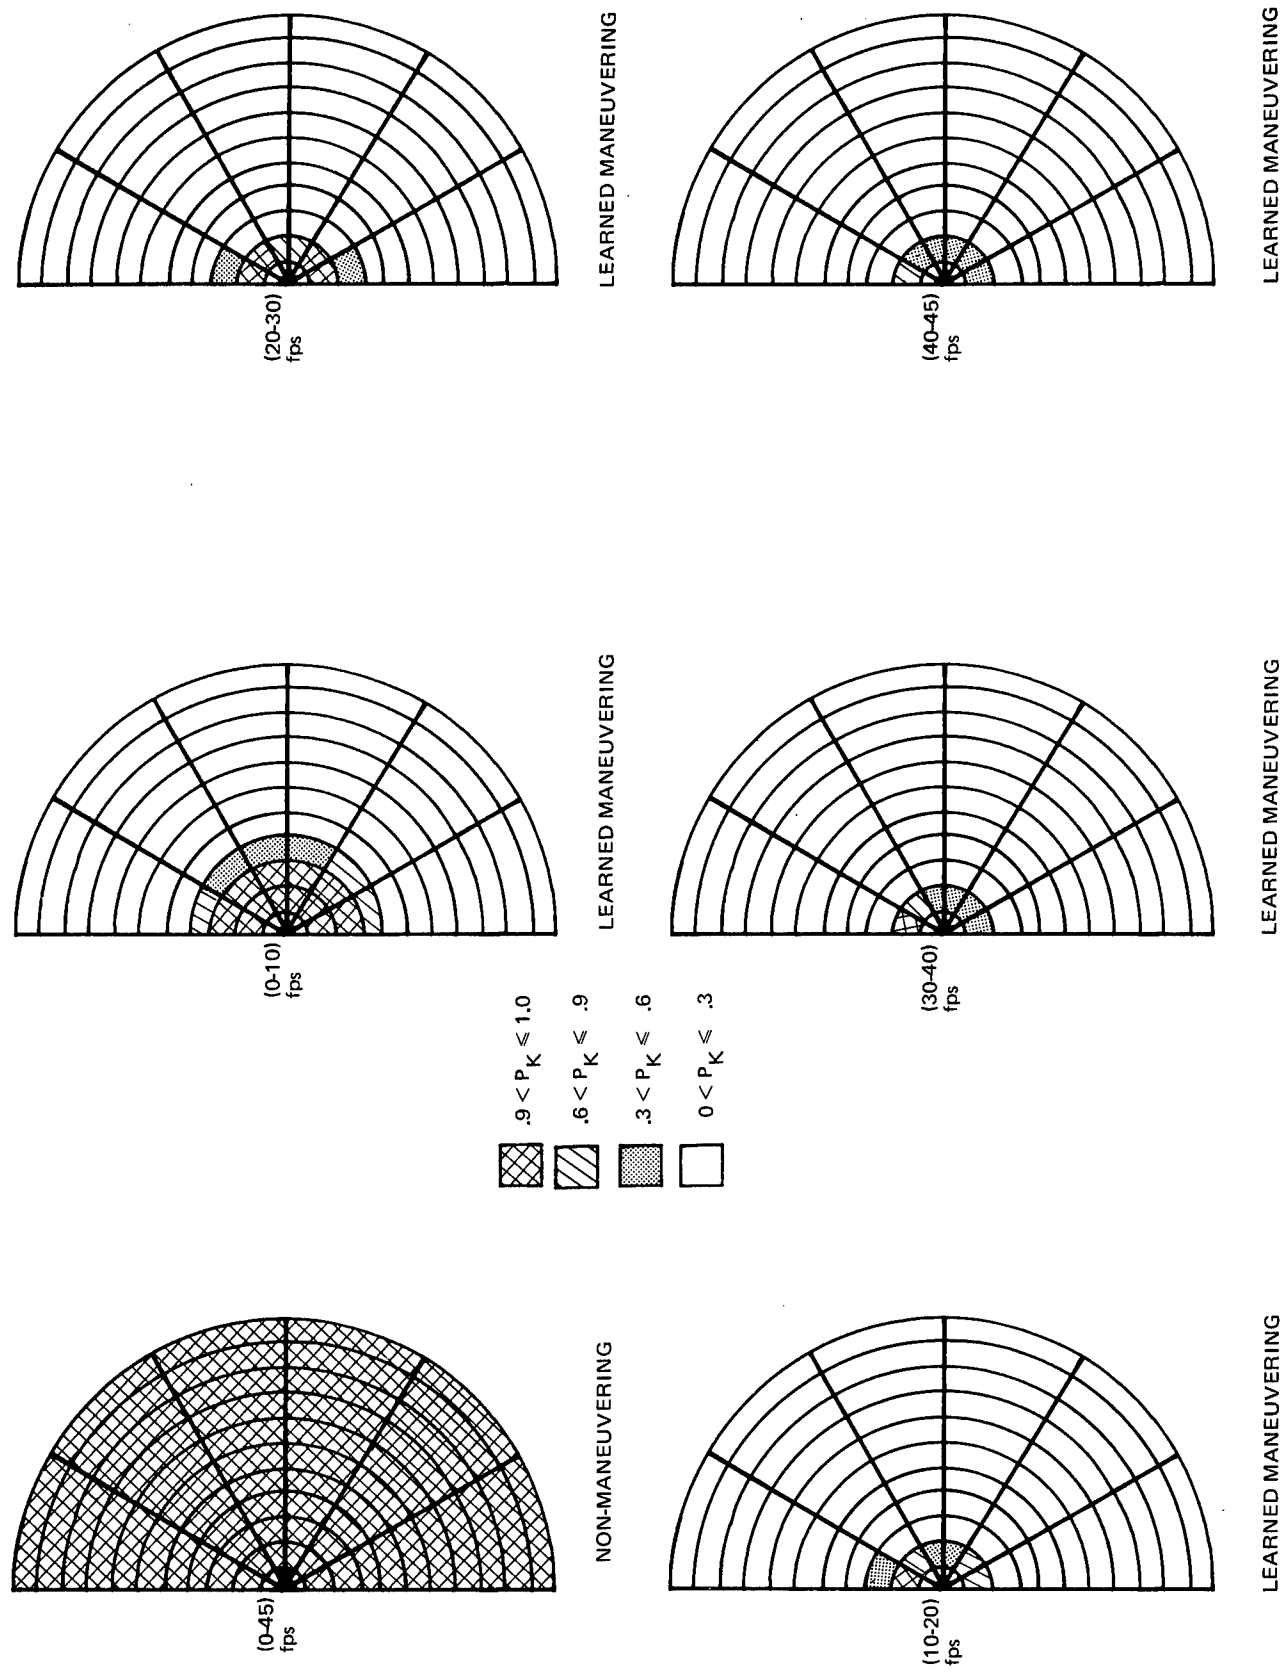 (0-45)
fps
NON-MANEUVERING
.9 < P_K ≤ 1.0
.6 < P_K ≤ .9
.3 < P_K ≤ .6
0 < P_K ≤ .3
(0-10)
fps
LEARNED MANEUVERING
(20-30)
fps
LEARNED MANEUVERING
(10-20)
fps
LEARNED MANEUVERING
(30-40)
fps
LEARNED MANEUVERING
(40-45)
fps
LEARNED MANEUVERING